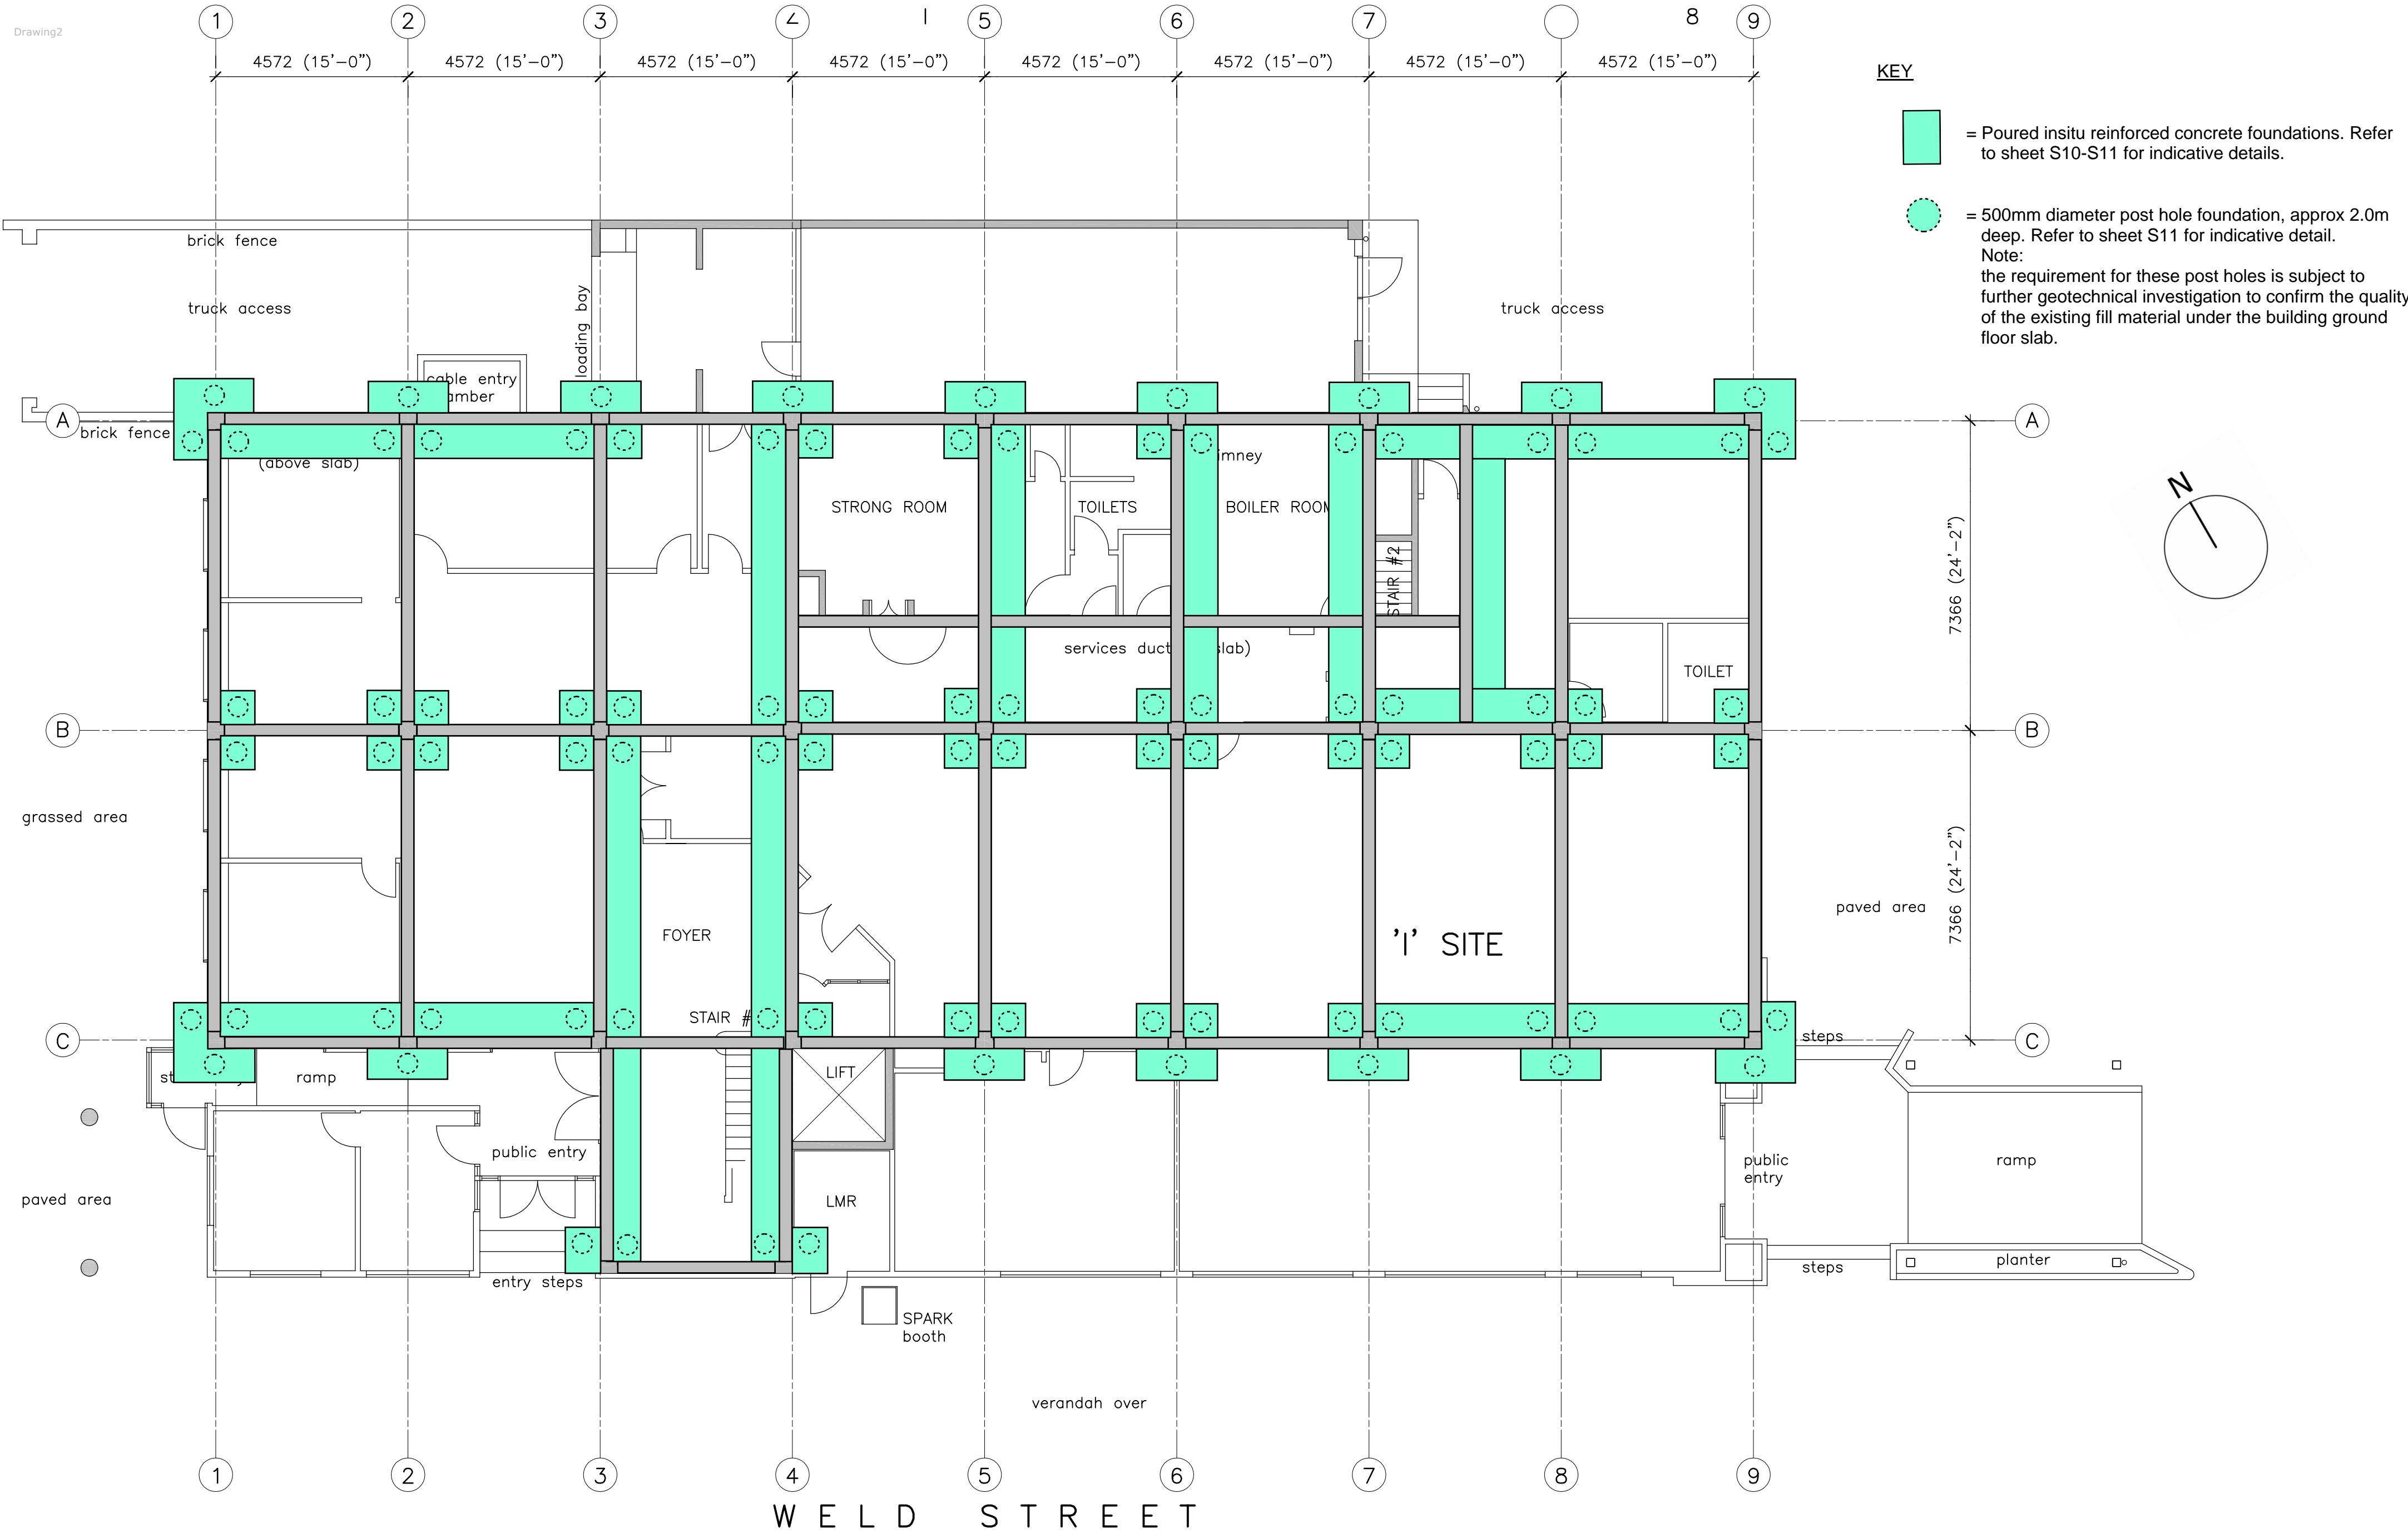 Drawing2
1 2 3 5 6 7 8 9
4572 (15'-0") 4572 (15'-0") 4572 (15'-0") 4572 (15'-0") 4572 (15'-0") 4572 (15'-0") 4572 (15'-0") 4572 (15'-0")
KEY
= Poured insitu reinforced concrete foundations. Refer
to sheet S10-S11 for indicative details.
= 500mm diameter post hole foundation, approx 2.0m
deep. Refer to sheet S11 for indicative detail.
Note:
the requirement for these post holes is subject to
further geotechnical investigation to confirm the quality
of the existing fill material under the building ground
floor slab.
brick fence
truck access
loading bay
truck access
cable entry
A
brick fence
A
(above slab)
STRONG ROOM
TOILETS
BOILER ROOM
STAIR #2
N
7366 (24'-2")
services duct slab)
TOILET
B
B
grassed area
7366 (24'-2")
paved area
FOYER
'I' SITE
STAIR #
C
steps
C
ramp
LIFT
public entry
public
entry
ramp
paved area
LMR
entry steps
steps
planter
SPARK
booth
verandah over
1 2 3 4 5 6 7 8 9
WELD STREET